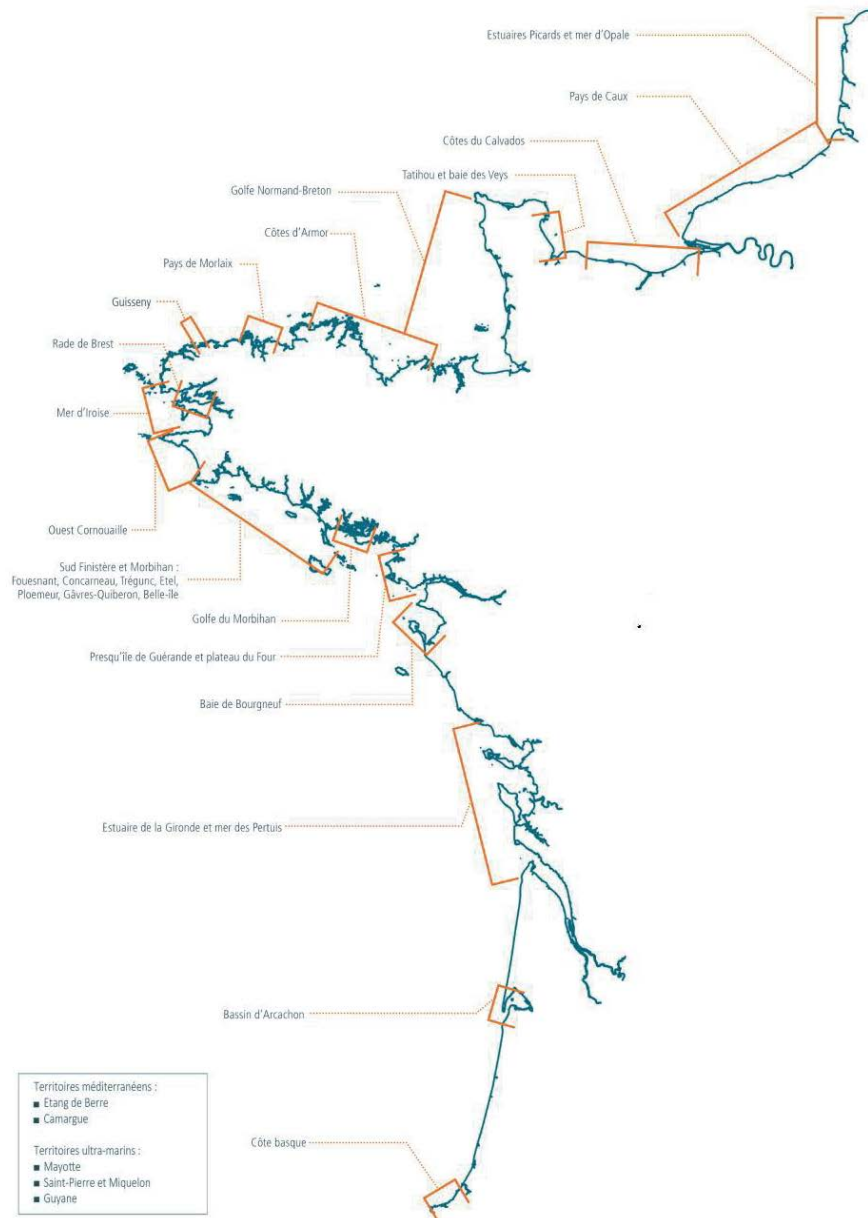 Estuaires Picards et mer d'Opale
Pays de Caux
Côtes du Calvados
Tatihou et baie des Veys
Golfe Normand-Breton
Côtes d'Armor
Pays de Morlaix
Guisseny
Rade de Brest
Mer d'Iroise
Ouest Cornouaille
Sud Finistère et Morbihan :
Fouesnant, Concarneau, Trégunc, Etel,
Ploemeur, Gâvres-Quiberon, Belle-île
Golfe du Morbihan
Presqu'île de Guérande et plateau du Four
Baie de Bourgneuf
Estuaire de la Gironde et mer des Pertuis
Bassin d'Arcachon
Côte basque
Territoires méditerranéens :
■ Etang de Berre
■ Camargue
Territoires ultra-marins :
■ Mayotte
■ Saint-Pierre et Miquelon
■ Guyane